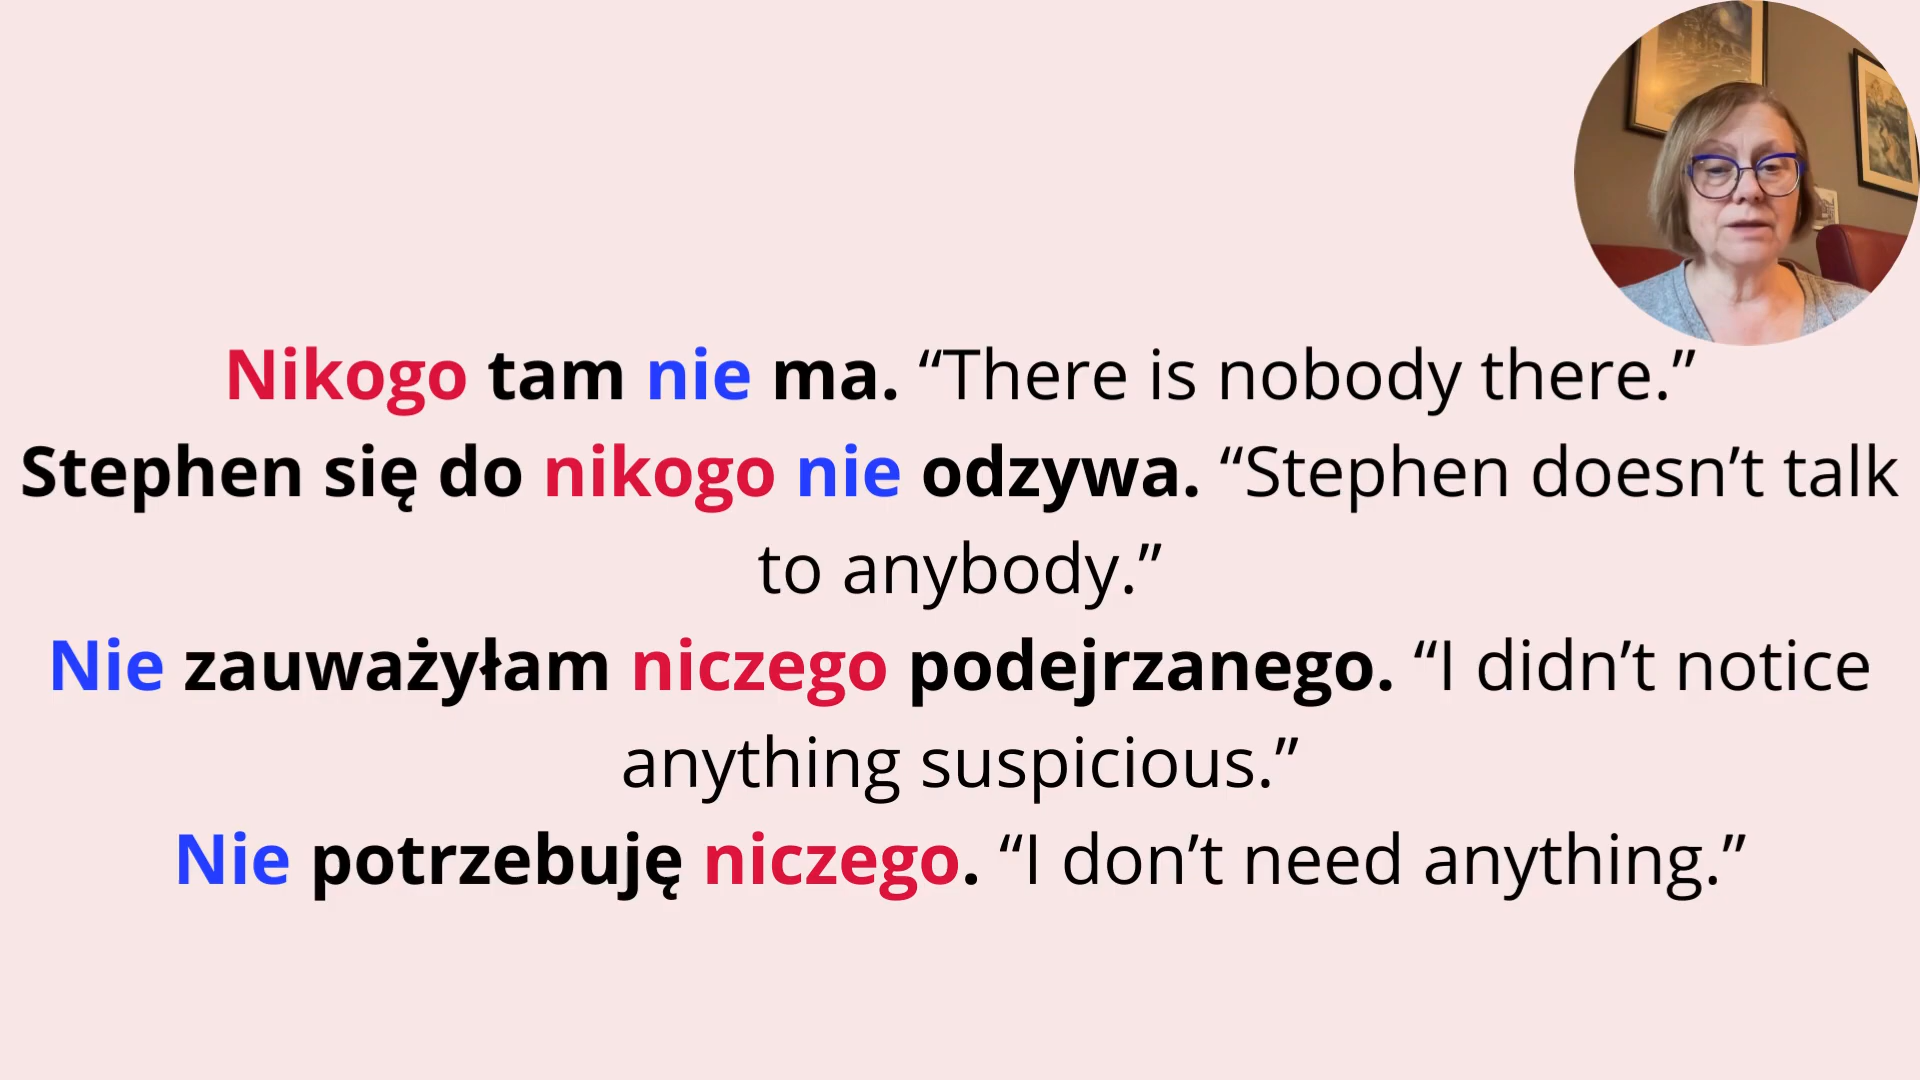 Nikogo tam nie ma. “There is nobody there.”
Stephen się do nikogo nie odzywa. “Stephen doesn’t talk
to anybody.”
Nie zauważyłam niczego podejrzanego. “I didn’t notice
anything suspicious.”
Nie potrzebuję niczego. “I don’t need anything.”